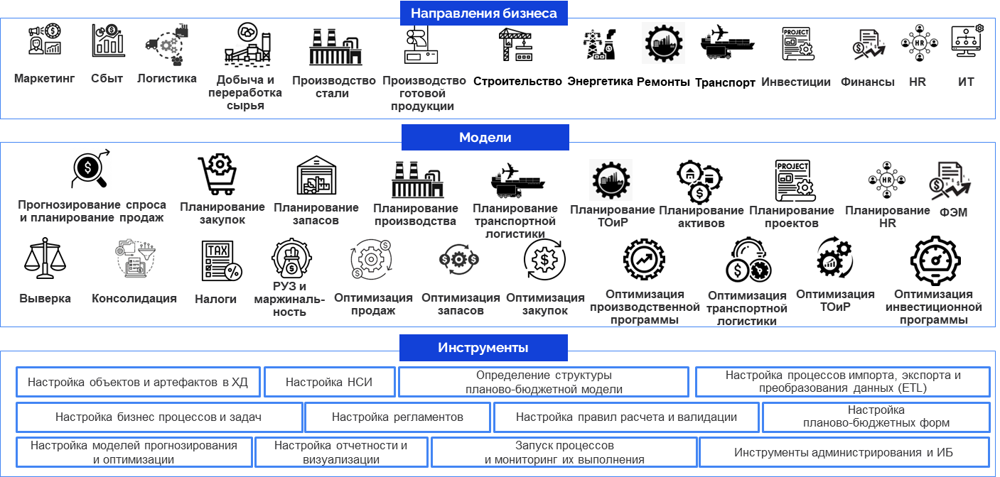 Направления бизнеса
Маркетинг
Сбыт
Логистика
Добыча и
переработка
сырья
Производство
стали
Производство
готовой
продукции
Строительство
Энергетика
Ремонты
Транспорт
PROJECT
Инвестиции
Финансы
HR
HR
ИТ
Модели
Прогнозирование спроса
и планирование продаж
Планирование
закупок
Планирование
запасов
Планирование
производства
Планирование
транспортной
логистики
Планирование
ТОиР
Планирование
активов
PROJECT
Планирование
проектов
HR
Планирование
HR
ФЭМ
Выверка
Консолидация
TAX
Налоги
РУЗ и
маржиналь-
ность
Оптимизация
продаж
Оптимизация
запасов
Оптимизация
закупок
Оптимизация
производственной
программы
Оптимизация
транспортной
логистики
Оптимизация
ТОиР
Оптимизация
инвестиционной
программы
Инструменты
Настройка объектов и артефактов в ХД
Настройка НСИ
Определение структуры
планово-бюджетной модели
Настройка процессов импорта, экспорта и
преобразования данных (ETL)
Настройка бизнес процессов и задач
Настройка регламентов
Настройка правил расчета и валидации
Настройка
планово-бюджетных форм
Настройка моделей прогнозирования
и оптимизации
Настройка отчетности и
визуализации
Запуск процессов
и мониторинг их выполнения
Инструменты администрирования и ИБ